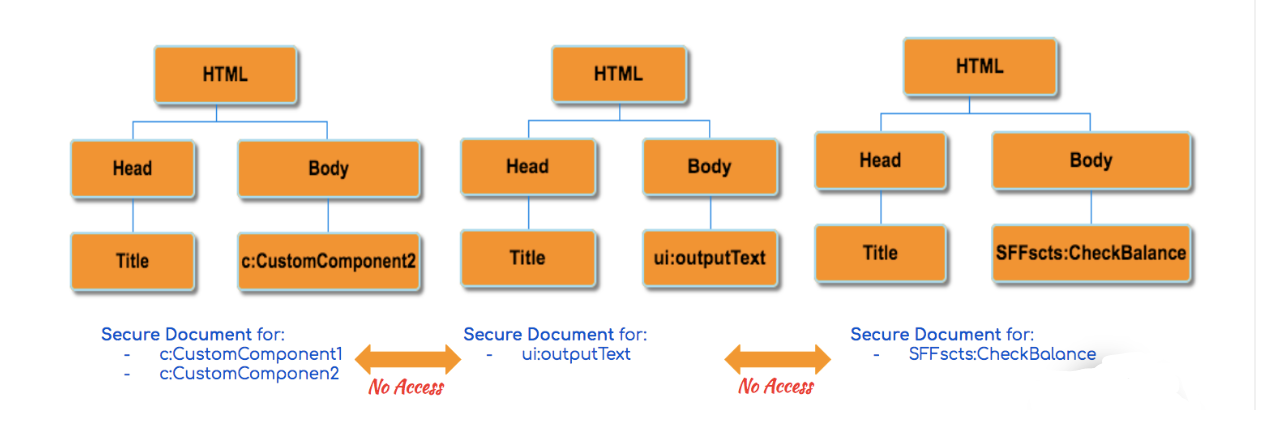 HTML
Head
Body
Title
c:CustomComponent2
HTML
Head
Body
Title
ui:outputText
HTML
Head
Body
Title
SFFscts:CheckBalance
Secure Document for:
- c:CustomComponent1
- c:CustomComponen2
No Access
Secure Document for:
- ui:outputText
No Access
Secure Document for:
- SFFscts:CheckBalance